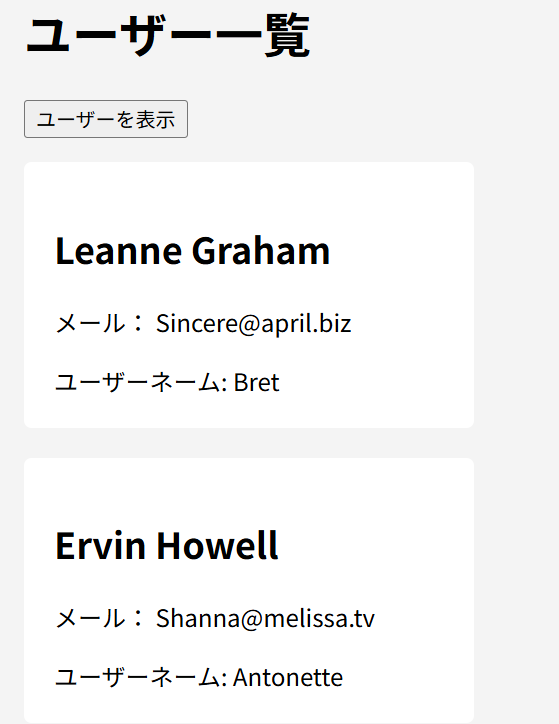 ユーザー一覧
ユーザーを表示
Leanne Graham
メール： Sincere@april.biz
ユーザーネーム: Bret
Ervin Howell
メール： Shanna@melissa.tv
ユーザーネーム: Antonette